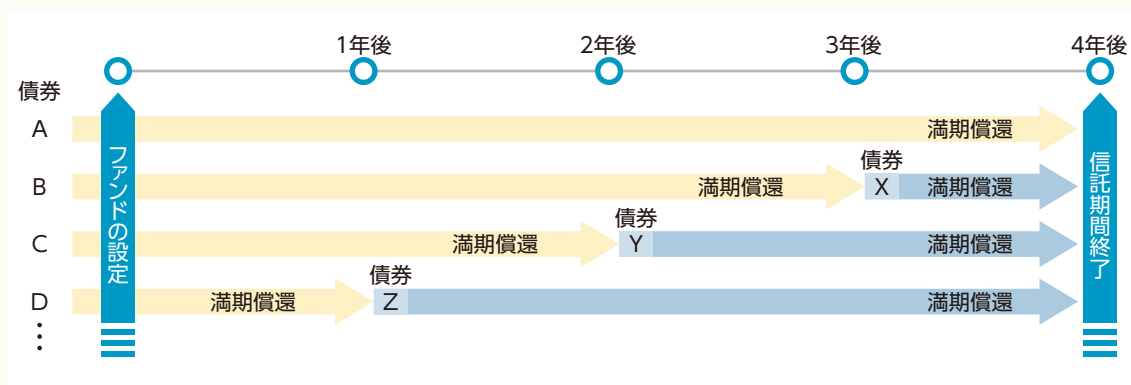 1年後
2年後
3年後
4年後
債券
ファンドの設定
信託期間終了
A
満期償還
B
満期償還
債券
X
満期償還
C
満期償還
債券
Y
満期償還
D
満期償還
債券
Z
満期償還
⋮